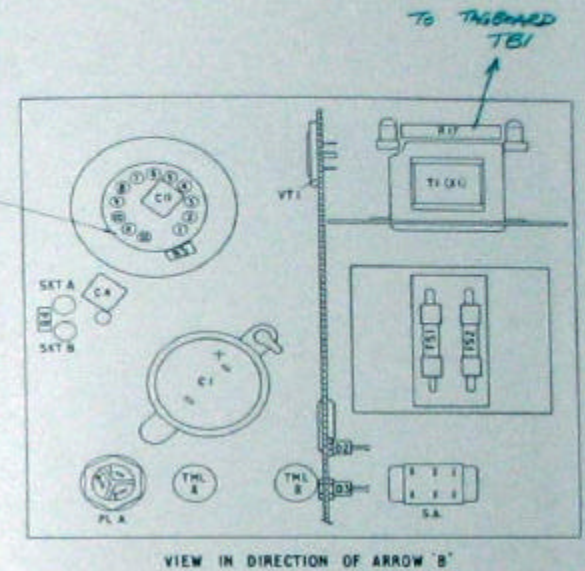 To TAGBOARD
TB1
R17
T1 (X1)
VT1
C11
SKT A
C4
SKT B
C1
+
-
FS1
FS2
D2
D3
PL A
TML
A
TML
B
S.A.
VIEW IN DIRECTION OF ARROW 'B'